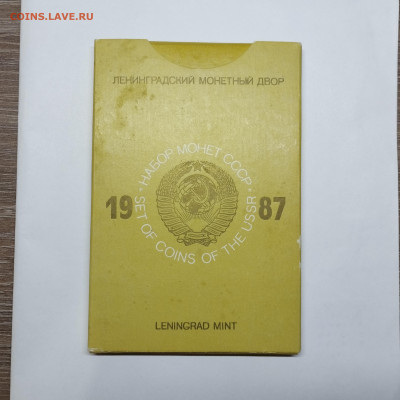 COINS.LAVE.RU
ЛЕНИНГРАДСКИЙ МОНЕТНЫЙ ДВОР
НАБОР МОНЕТ СССР
19 87
SET OF COINS OF THE USSR
LENINGRAD MINT